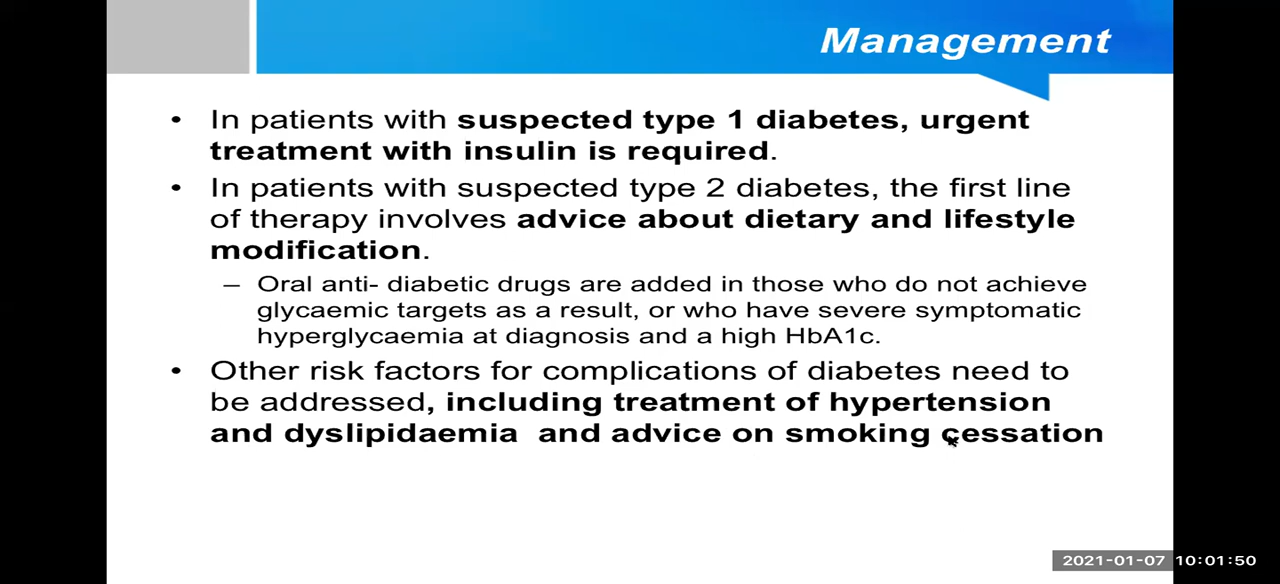 Management
• In patients with suspected type 1 diabetes, urgent
treatment with insulin is required.
• In patients with suspected type 2 diabetes, the first line
of therapy involves advice about dietary and lifestyle
modification.
– Oral anti- diabetic drugs are added in those who do not achieve
glycaemic targets as a result, or who have severe symptomatic
hyperglycaemia at diagnosis and a high HbA1c.
• Other risk factors for complications of diabetes need to
be addressed, including treatment of hypertension
and dyslipidaemia and advice on smoking cessation
2021-01-07 10:01:50